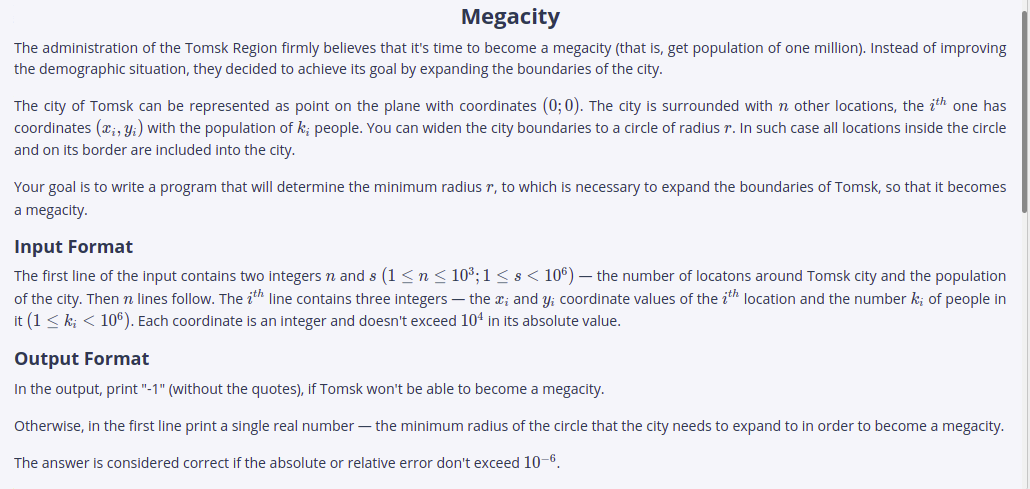 Megacity
The administration of the Tomsk Region firmly believes that it's time to become a megacity (that is, get population of one million). Instead of improving
the demographic situation, they decided to achieve its goal by expanding the boundaries of the city.
The city of Tomsk can be represented as point on the plane with coordinates (0; 0). The city is surrounded with n other locations, the i^{th} one has
coordinates (x_i, y_i) with the population of k_i people. You can widen the city boundaries to a circle of radius r. In such case all locations inside the circle
and on its border are included into the city.
Your goal is to write a program that will determine the minimum radius r, to which is necessary to expand the boundaries of Tomsk, so that it becomes
a megacity.
Input Format
The first line of the input contains two integers n and s (1 ≤ n ≤ 10^3; 1 ≤ s < 10^6) — the number of locatons around Tomsk city and the population
of the city. Then n lines follow. The i^{th} line contains three integers — the x_i and y_i coordinate values of the i^{th} location and the number k_i of people in
it (1 ≤ k_i < 10^6). Each coordinate is an integer and doesn't exceed 10^4 in its absolute value.
Output Format
In the output, print "-1" (without the quotes), if Tomsk won't be able to become a megacity.
Otherwise, in the first line print a single real number — the minimum radius of the circle that the city needs to expand to in order to become a megacity.
The answer is considered correct if the absolute or relative error don't exceed 10^{-6}.